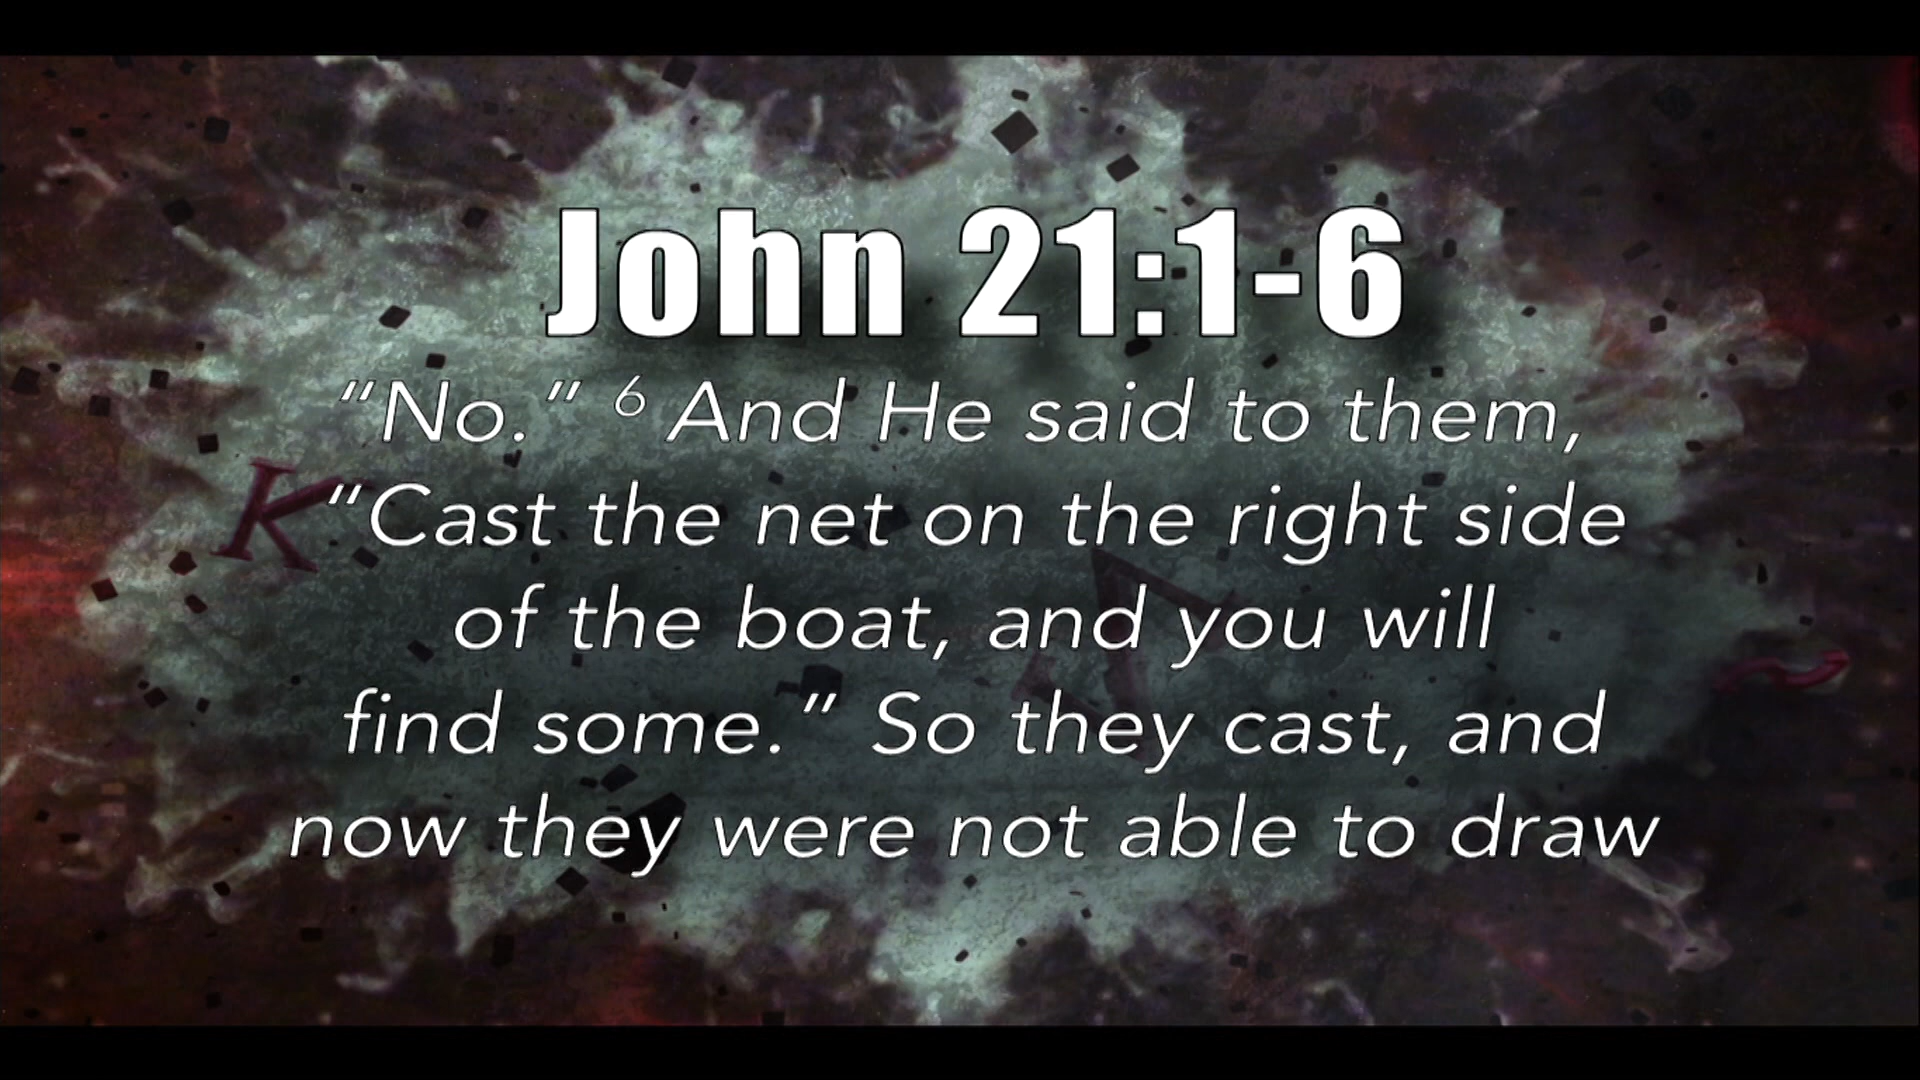 John 21:1-6
“No.” ⁶ And He said to them,
“Cast the net on the right side
of the boat, and you will
find some.” So they cast, and
now they were not able to draw
K